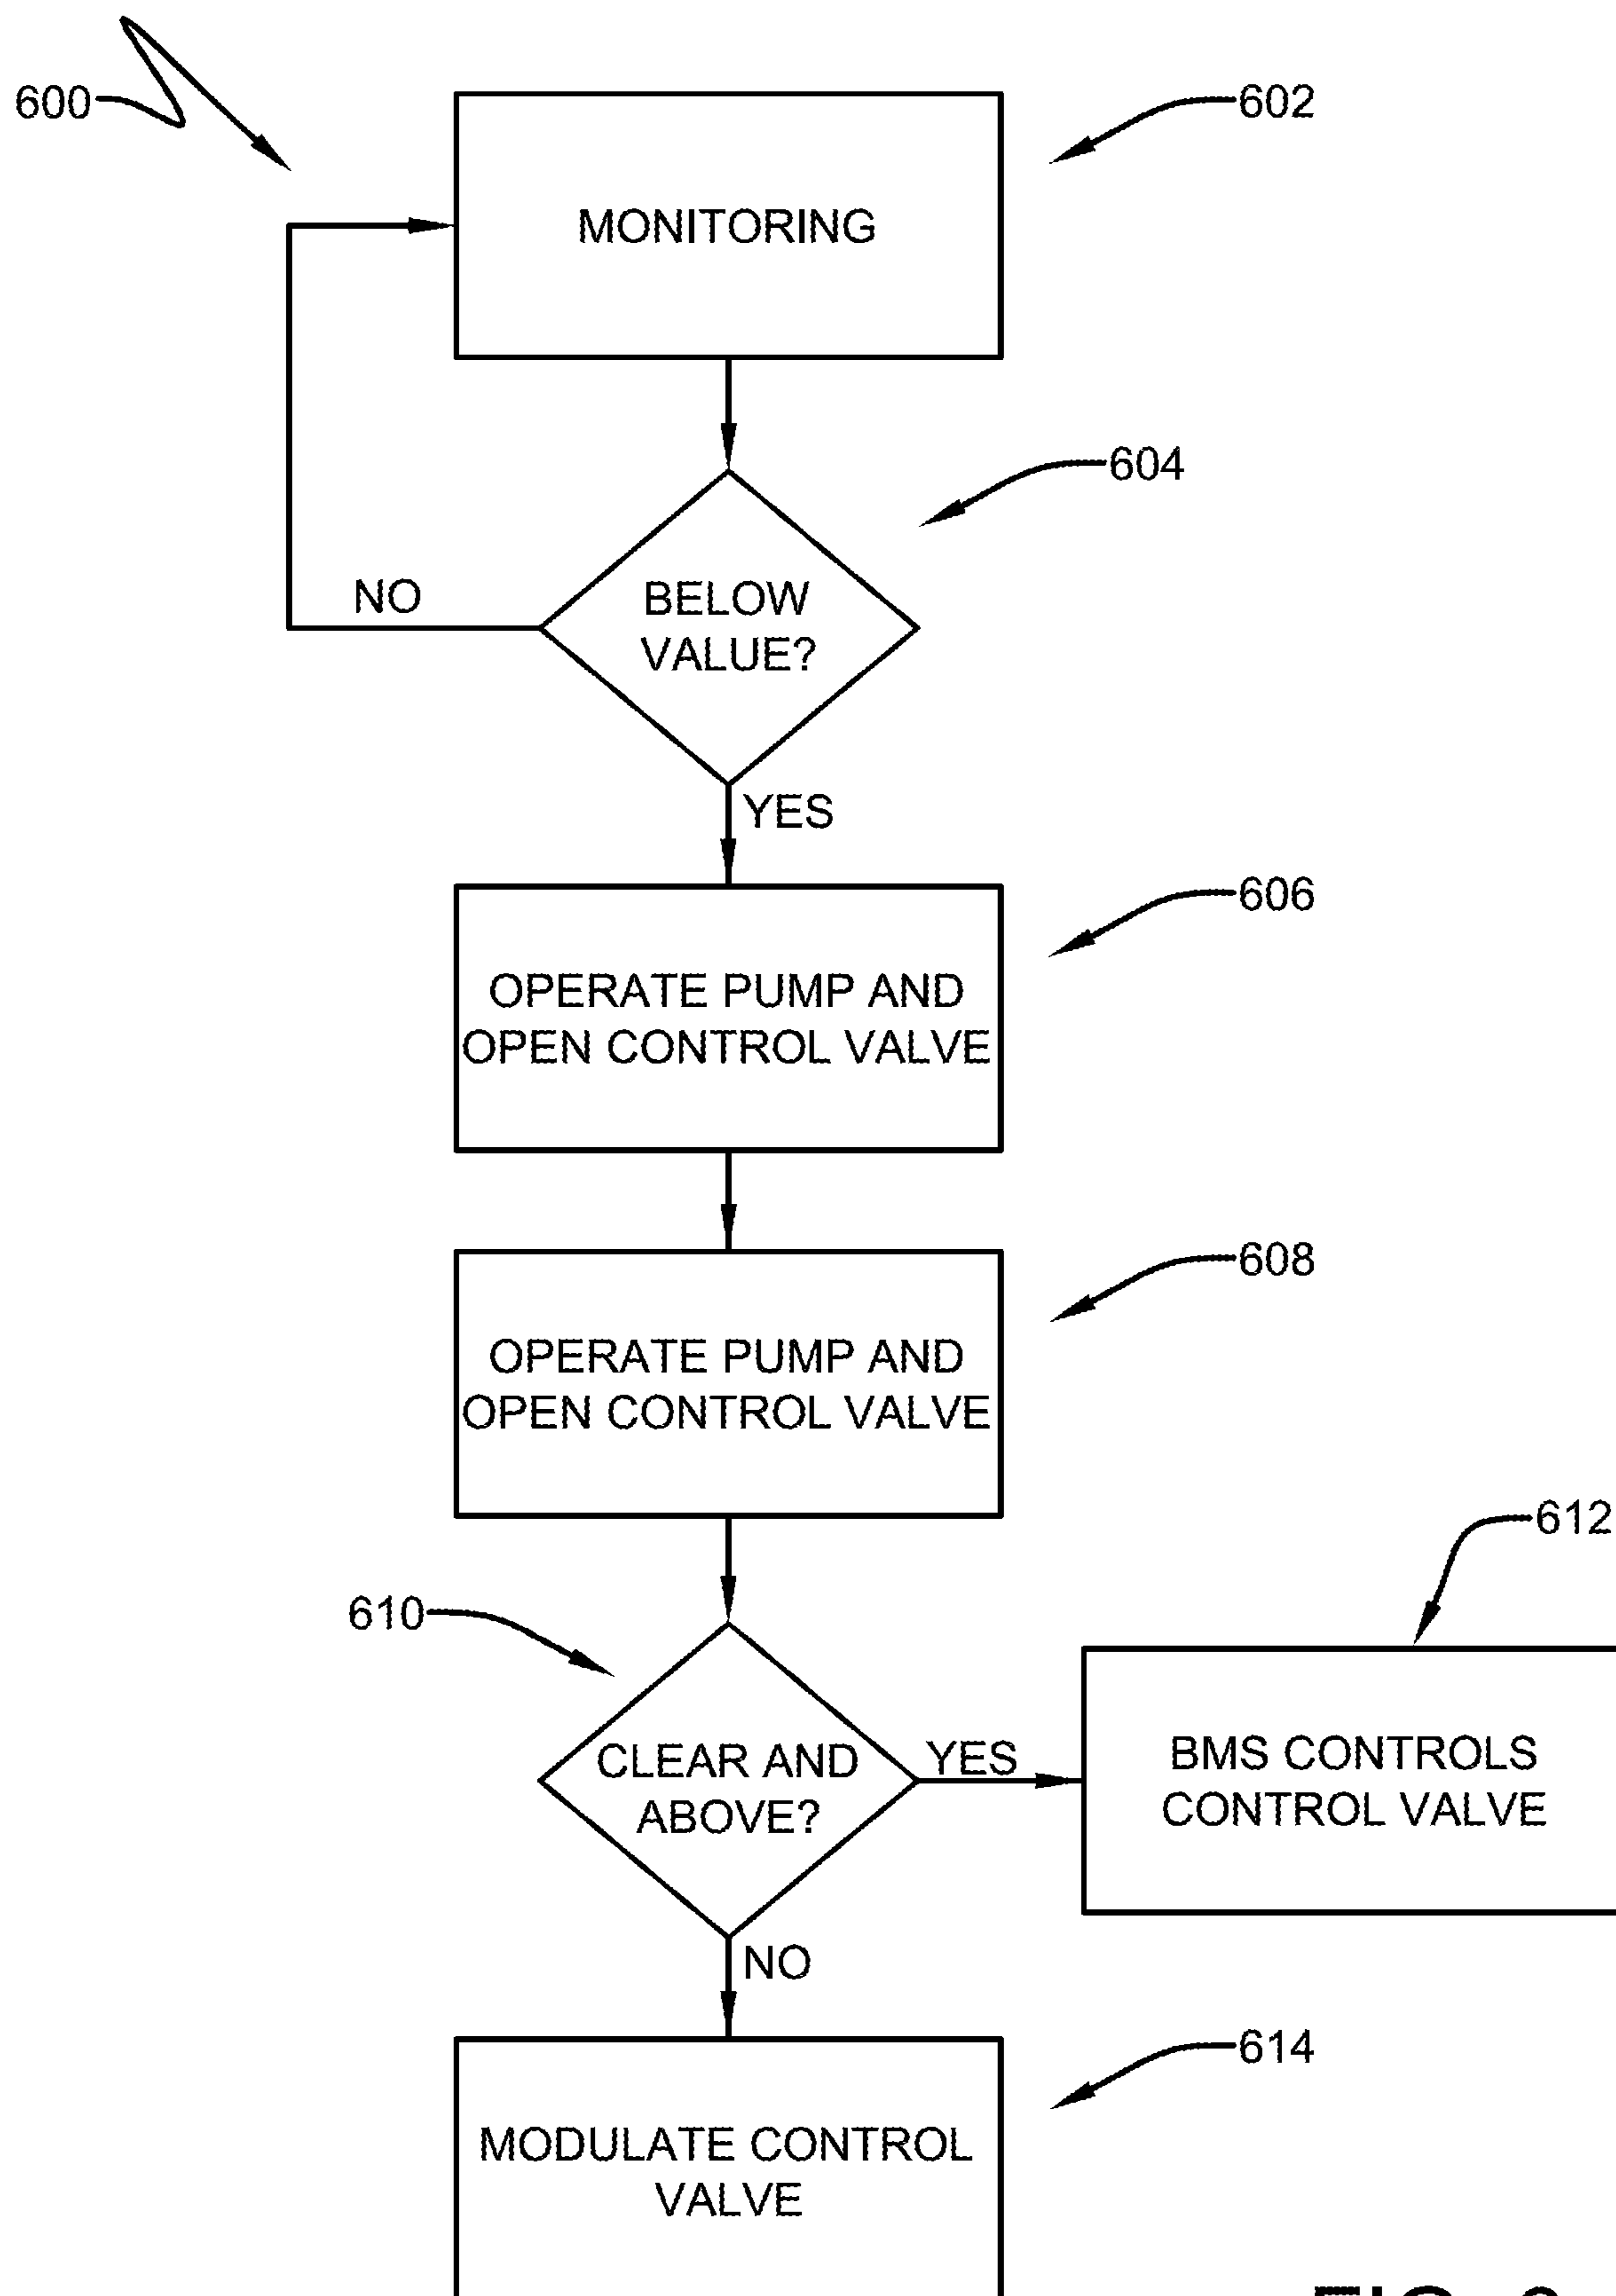 600
602
MONITORING
604
BELOW
VALUE?
NO
YES
606
OPERATE PUMP AND
OPEN CONTROL VALVE
608
OPERATE PUMP AND
OPEN CONTROL VALVE
612
610
CLEAR AND
ABOVE?
YES
BMS CONTROLS
CONTROL VALVE
NO
614
MODULATE CONTROL
VALVE